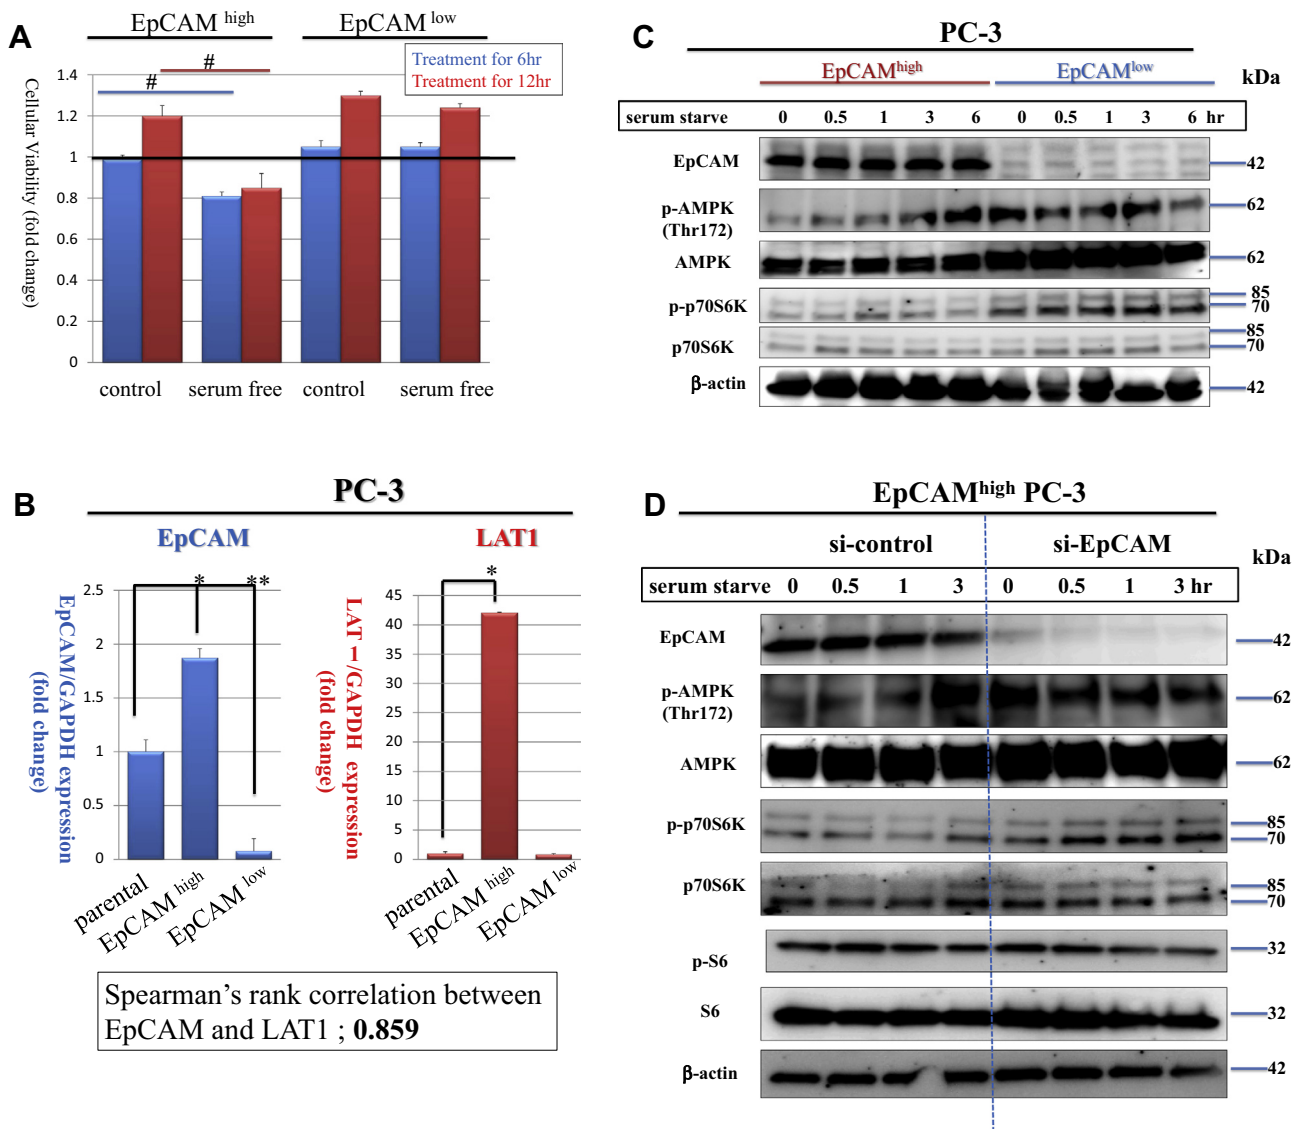 A
EpCAM high
EpCAM low
Treatment for 6hr
Treatment for 12hr
#
#
Cellular Viability (fold change)
1.4
1.2
1
0.8
0.6
0.4
0.2
0
control
serum free
control
serum free
B
PC-3
EpCAM
LAT1
*
**
*
EpCAM/GAPDH expression
(fold change)
2.5
2
1.5
1
0.5
0
parental
EpCAM high
EpCAM low
LAT 1/GAPDH expression
(fold change)
45
40
35
30
25
20
15
10
5
0
parental
EpCAM high
EpCAM low
Spearman's rank correlation between
EpCAM and LAT1 ; 0.859
C
PC-3
EpCAMhigh
EpCAMlow
kDa
serum starve 0 0.5 1 3 6 0 0.5 1 3 6 hr
EpCAM
42
p-AMPK
(Thr172)
62
AMPK
62
p-p70S6K
85
70
p70S6K
85
70
β-actin
42
D
EpCAMhigh PC-3
si-control
si-EpCAM
kDa
serum starve 0 0.5 1 3 0 0.5 1 3 hr
EpCAM
42
p-AMPK
(Thr172)
62
AMPK
62
p-p70S6K
85
70
p70S6K
85
70
p-S6
32
S6
32
β-actin
42